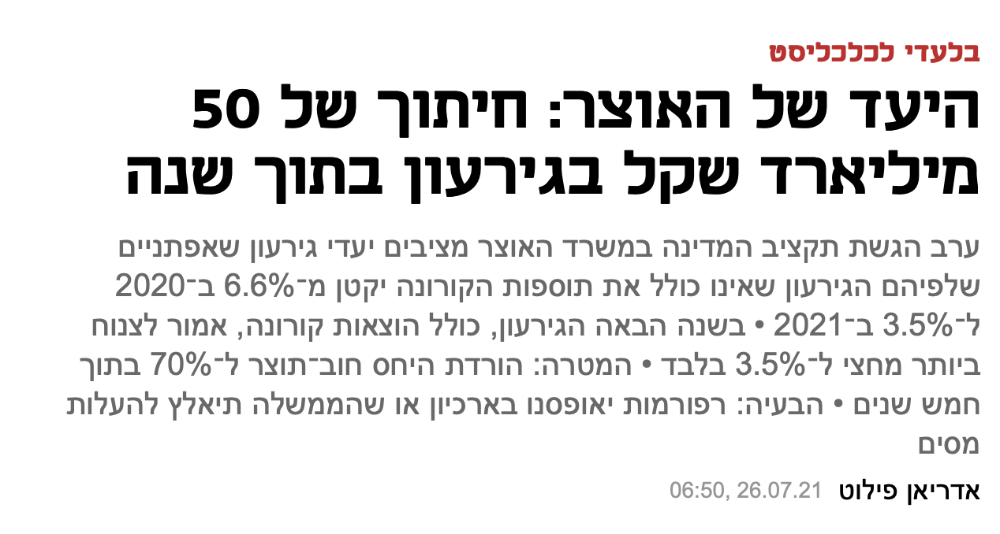 בלעדי לכלכליסט
היעד של האוצר: חיתוך של 50
מיליארד שקל בגירעון בתוך שנה
ערב הגשת תקציב המדינה במשרד האוצר מציבים יעדי גירעון שאפתניים
שלפיהם הגירעון שאינו כולל את תוספות הקורונה יקטן מ־6.6% ב־2020
ל־3.5% ב־2021 • בשנה הבאה הגירעון, כולל הוצאות קורונה, אמור לצנוח
ביותר מחצי ל־3.5% בלבד • המטרה: הורדת היחס חוב־תוצר ל־70% בתוך
חמש שנים • הבעיה: רפורמות יאופסנו בארכיון או שהממשלה תיאלץ להעלות
מסים
אדריאן פילוט 06:50, 26.07.21